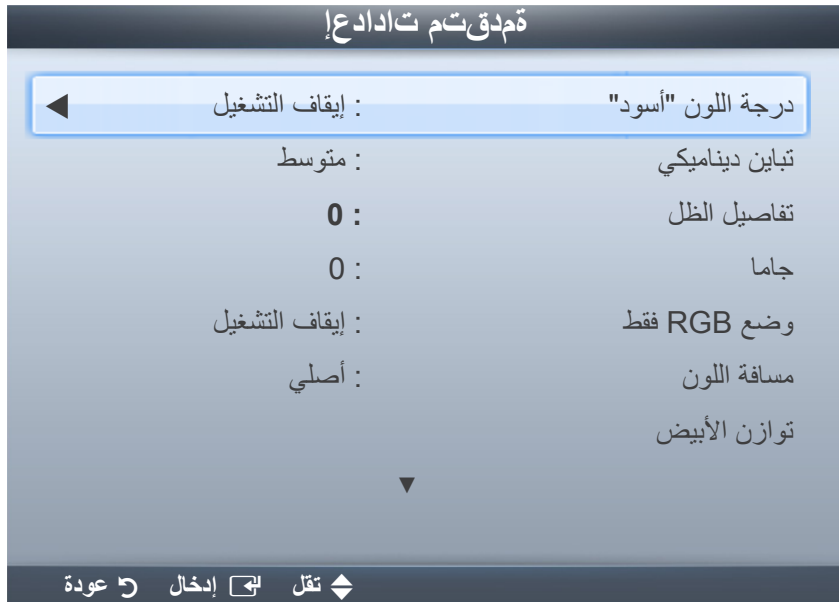 ةمدقتم تادادعإ
درجة اللون "أسود" : إيقاف التشغيل ◀
تباين ديناميكي : متوسط
تفاصيل الظل : 0
جاما : 0
وضع RGB فقط : إيقاف التشغيل
مسافة اللون : أصلي
توازن الأبيض
▼
تقل إدخال عودة